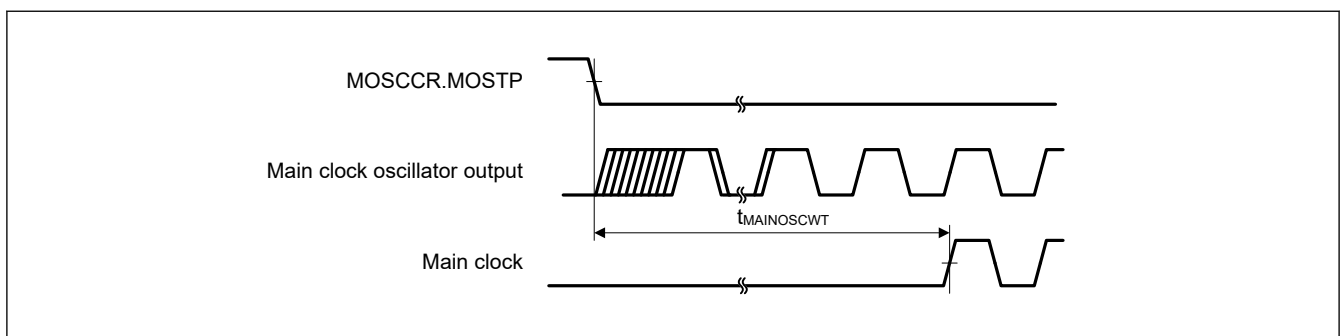 MOSCCR.MOSTP
Main clock oscillator output
tMAINOSCWT
Main clock